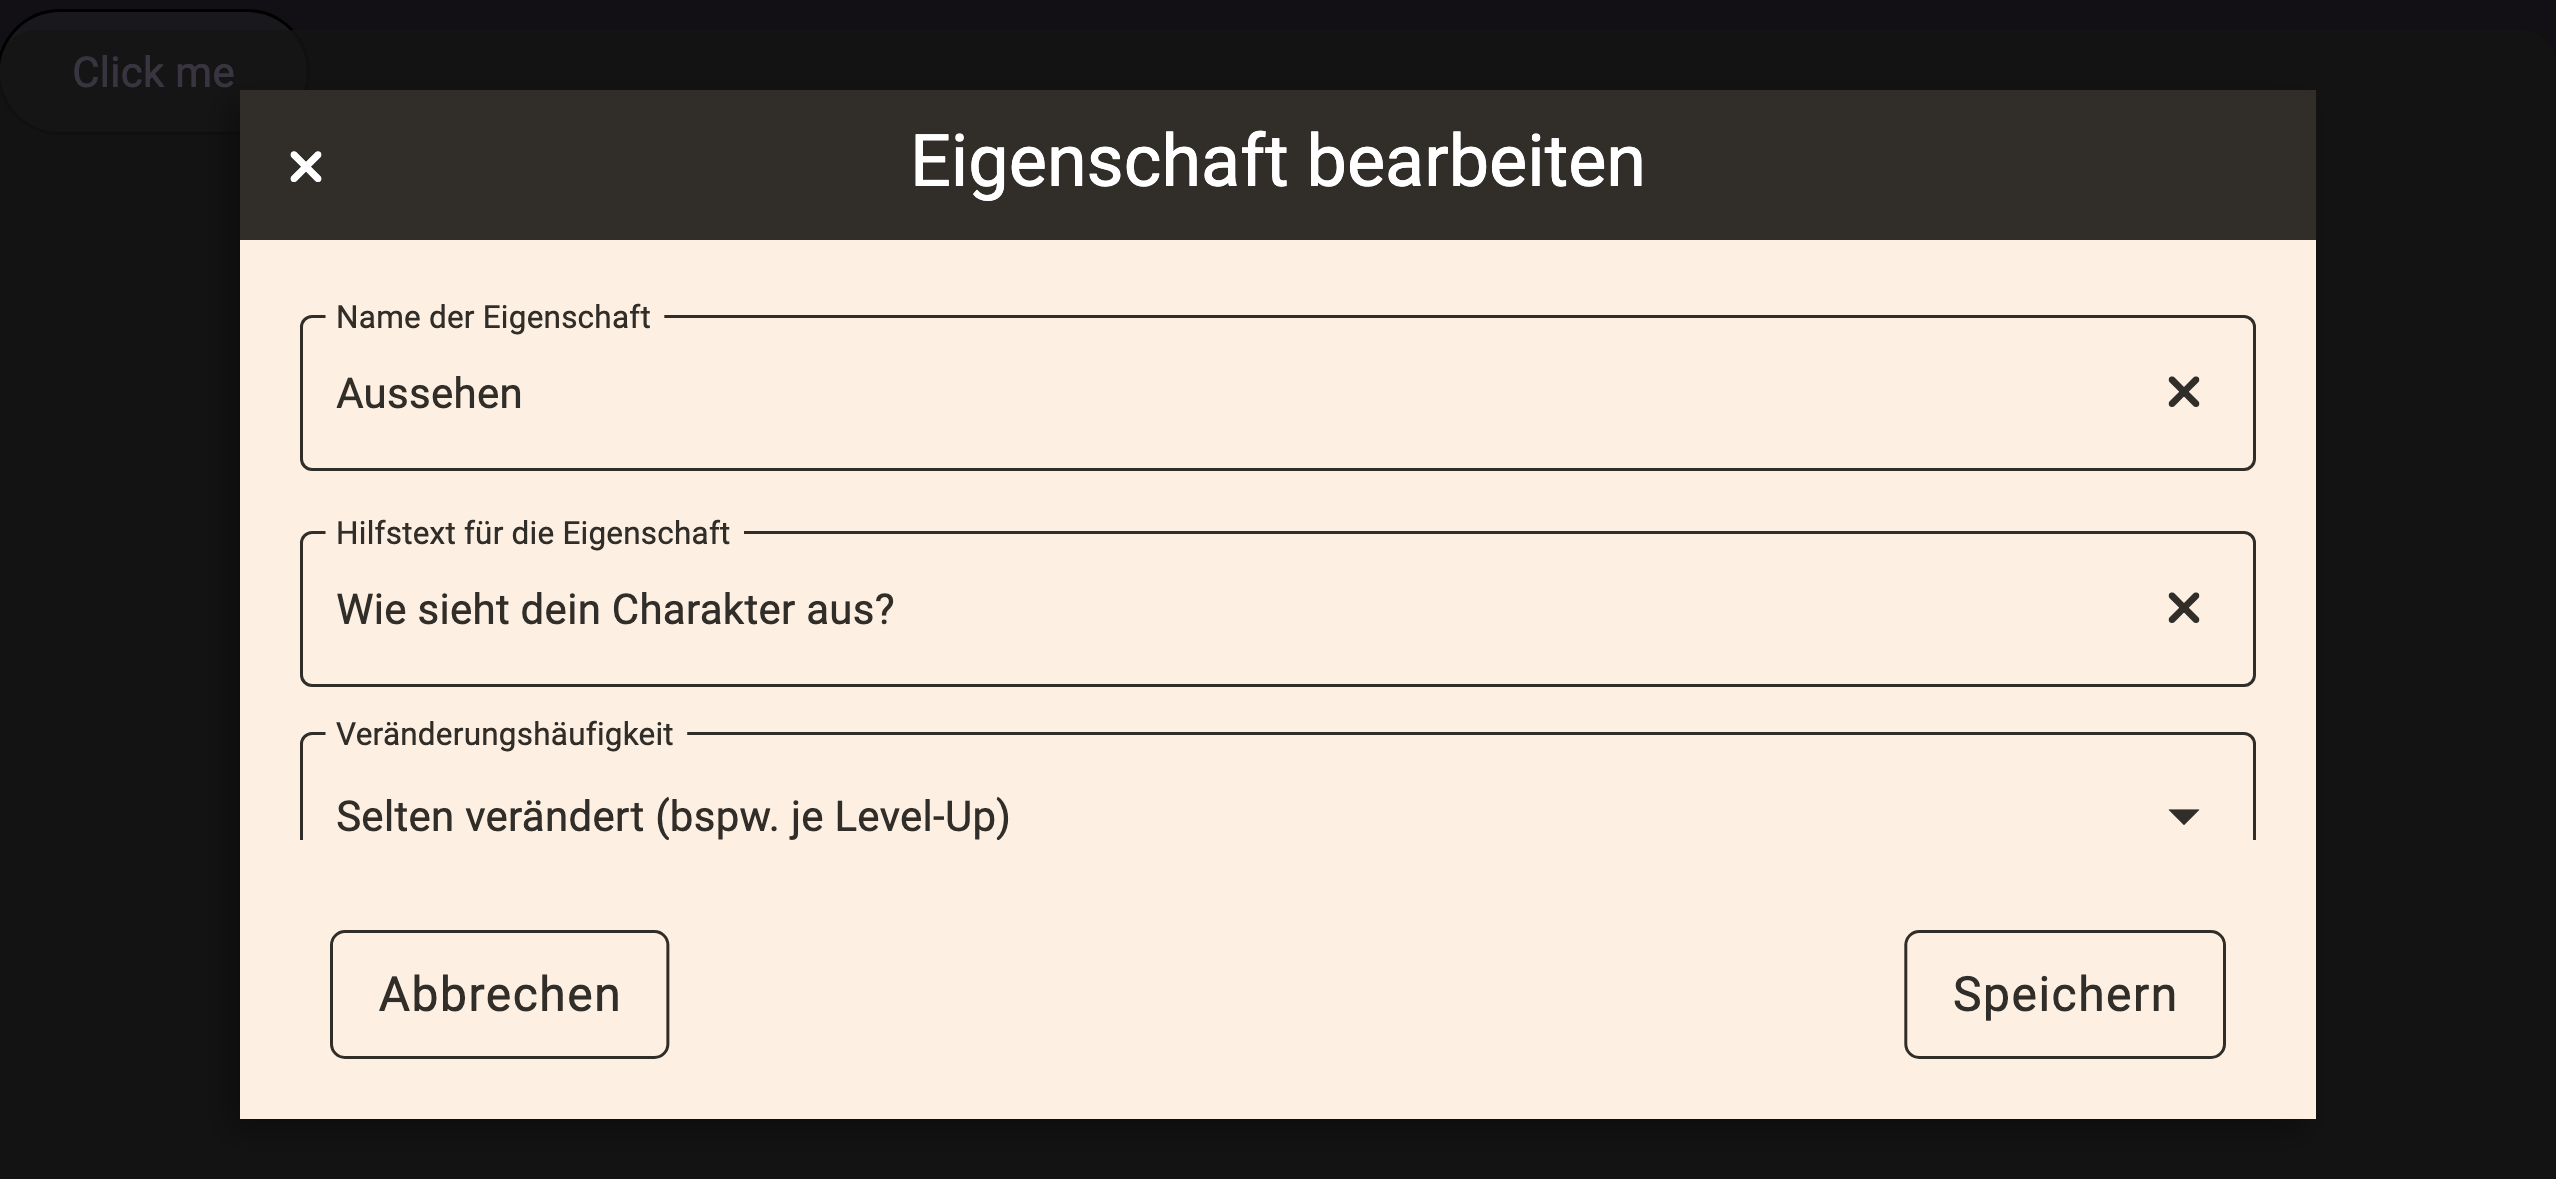 Click me
Eigenschaft bearbeiten
Name der Eigenschaft
Aussehen
Hilfstext für die Eigenschaft
Wie sieht dein Charakter aus?
Veränderungshäufigkeit
Selten verändert (bspw. je Level-Up)
Abbrechen
Speichern